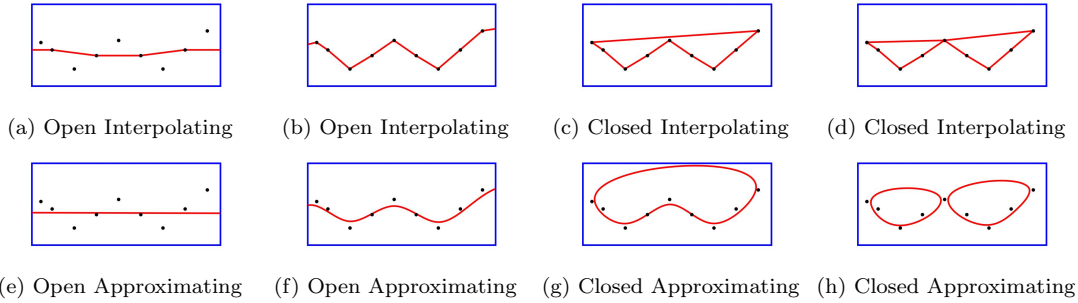 (a) Open Interpolating
(b) Open Interpolating
(c) Closed Interpolating
(d) Closed Interpolating
(e) Open Approximating
(f) Open Approximating
(g) Closed Approximating
(h) Closed Approximating